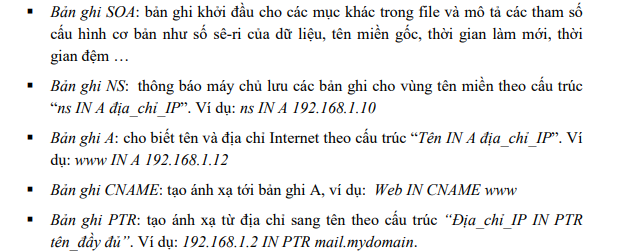 ▪ Bản ghi SOA: bản ghi khởi đầu cho các mục khác trong file và mô tả các tham số
cấu hình cơ bản như số sê-ri của dữ liệu, tên miền gốc, thời gian làm mới, thời
gian đệm …
▪ Bản ghi NS: thông báo máy chủ lưu các bản ghi cho vùng tên miền theo cấu trúc
“ns IN A địa_chỉ_IP”. Ví dụ: ns IN A 192.168.1.10
▪ Bản ghi A: cho biết tên và địa chỉ Internet theo cấu trúc “Tên IN A địa_chỉ_IP”. Ví
dụ: www IN A 192.168.1.12
▪ Bản ghi CNAME: tạo ánh xạ tới bản ghi A, ví dụ: Web IN CNAME www
▪ Bản ghi PTR: tạo ánh xạ từ địa chỉ sang tên theo cấu trúc “Địa_chỉ_IP IN PTR
tên_đầy đủ”. Ví dụ: 192.168.1.2 IN PTR mail.mydomain.